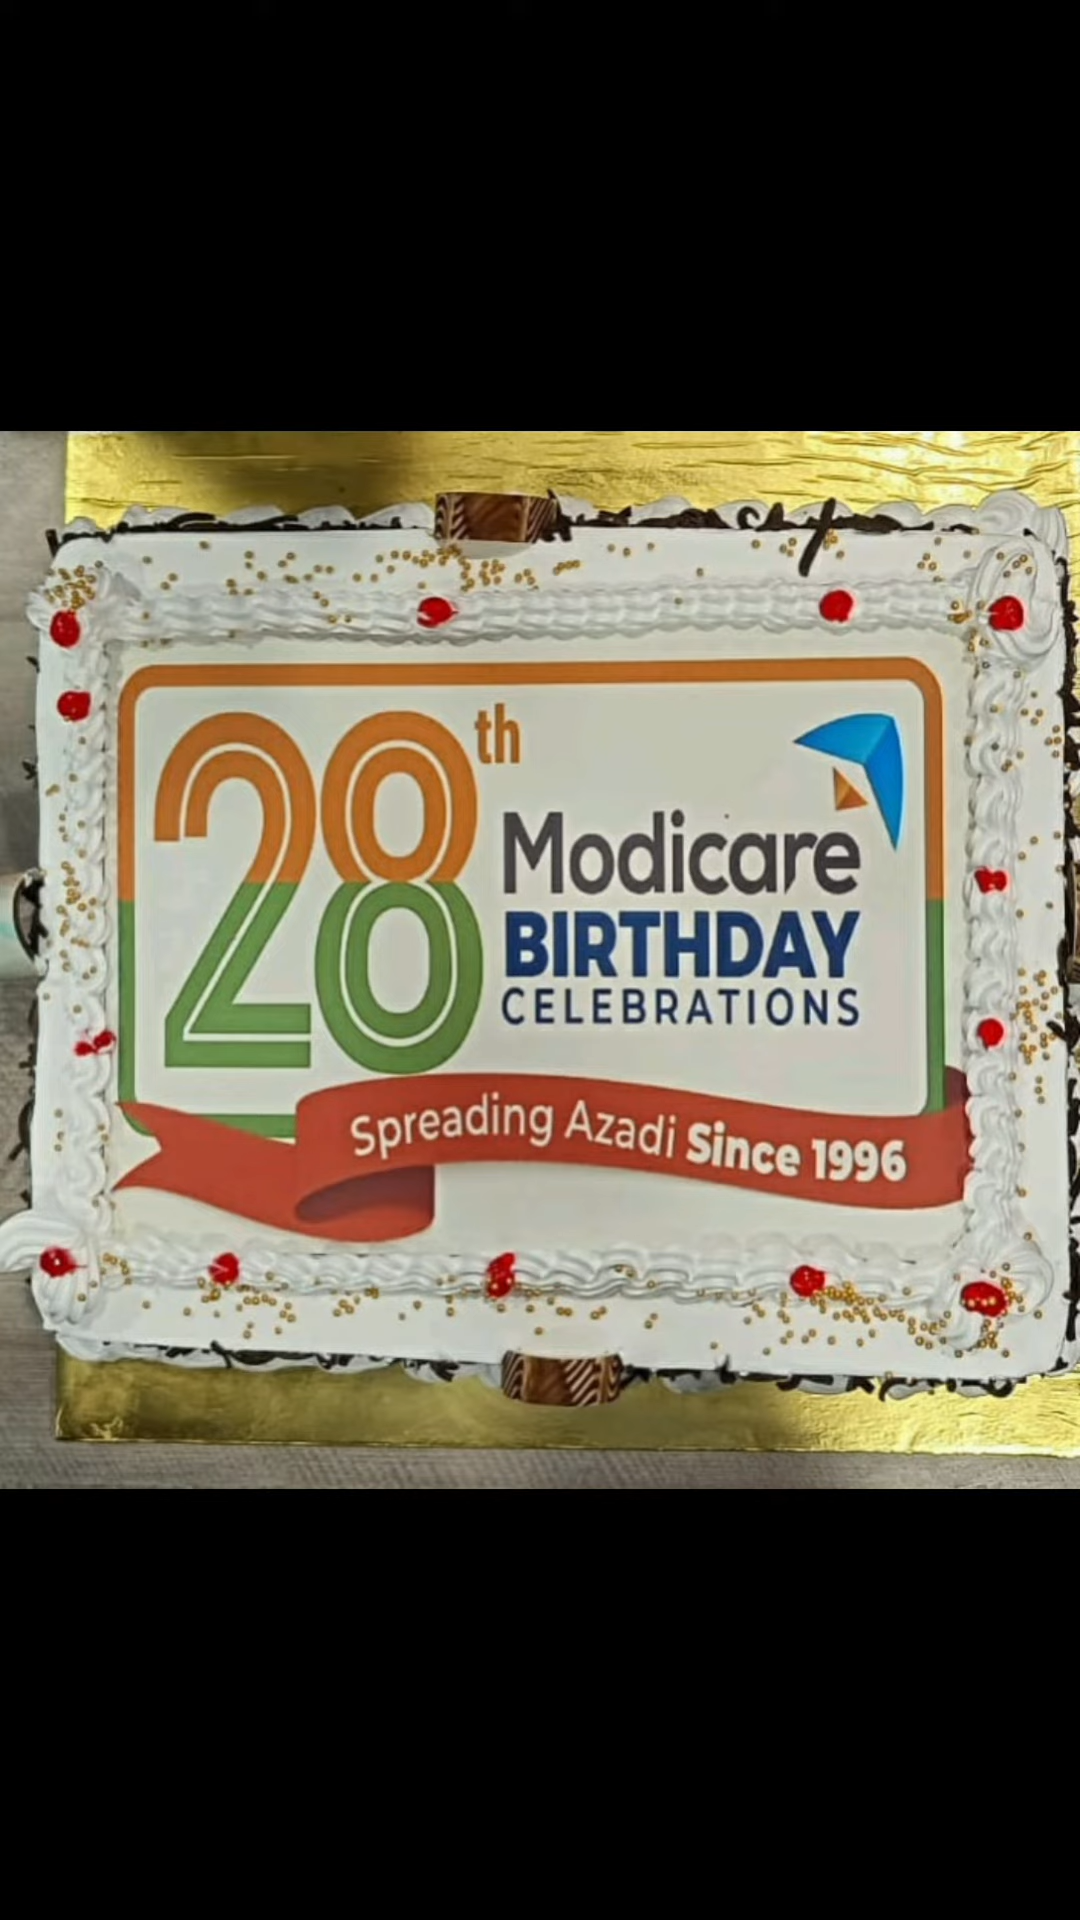 28th
Modicare
BIRTHDAY
CELEBRATIONS
Spreading Azadi Since 1996